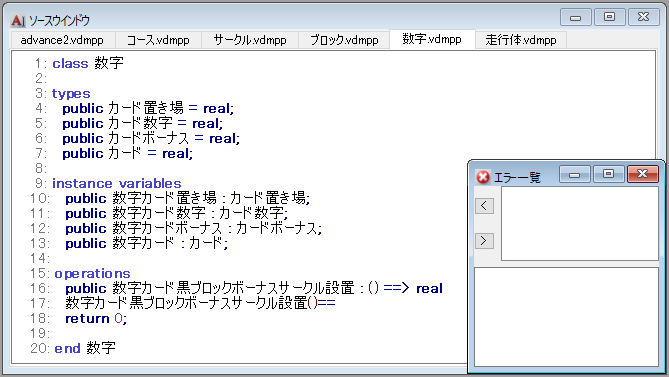 ソースウインドウ
advance2.vdmpp コース.vdmpp サークル.vdmpp ブロック.vdmpp 数字.vdmpp 走行体.vdmpp
1: class 数字
2:
3: types
4: public カード置き場 = real;
5: public カード数字 = real;
6: public カードボーナス = real;
7: public カード = real;
8:
9: instance variables
10: public 数字カード置き場 : カード置き場;
11: public 数字カード数字 : カード数字;
12: public 数字カードボーナス : カードボーナス;
13: public 数字カード : カード;
14:
15: operations
16: public 数字カード黒ブロックボーナスサークル設置 : () ==> real
17: 数字カード黒ブロックボーナスサークル設置()==
18: return 0;
19:
20: end 数字
エラー一覧
<
>